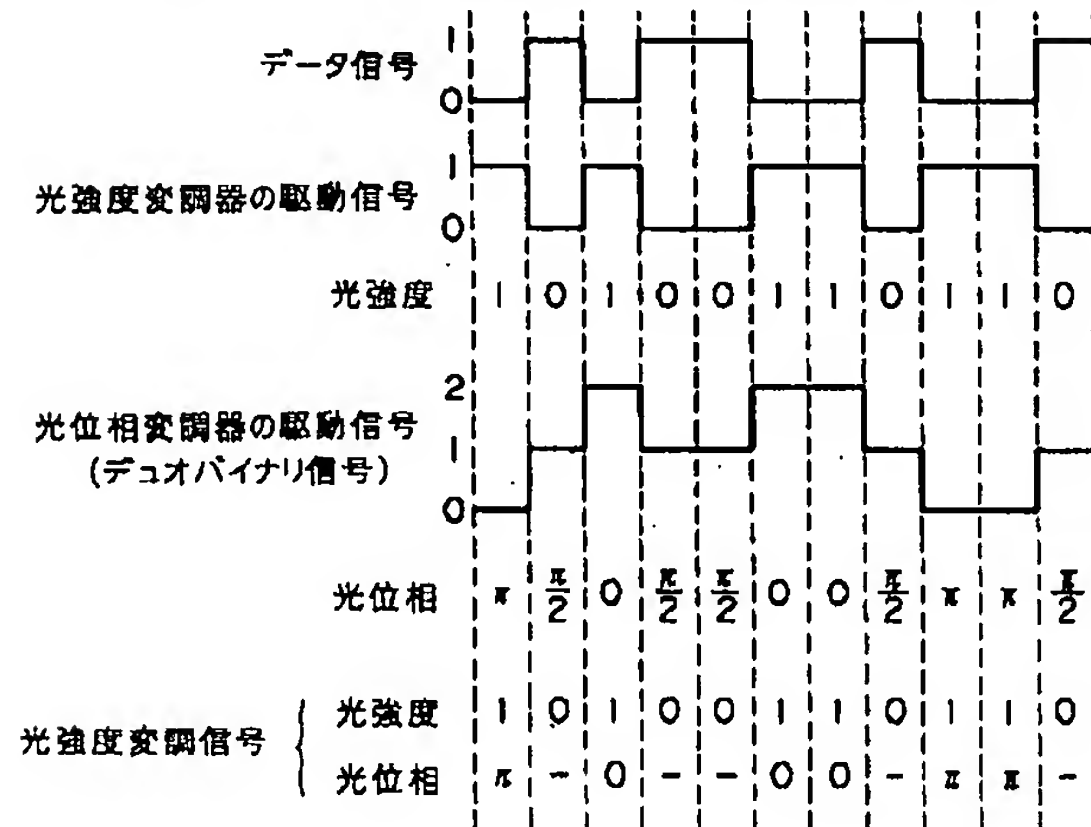 データ信号 1
0
光強度変調器の駆動信号 1
0
光強度 1 0 1 0 0 1 1 0 1 1 0
2
光位相変調器の駆動信号 1
(デュオバイナリ信号)
0
光位相 π π/2 0 π/2 π/2 0 0 π/2 π π π/2
光強度変調信号
光強度 1 0 1 0 0 1 1 0 1 1 0
光位相 π - 0 - - 0 0 - π π -